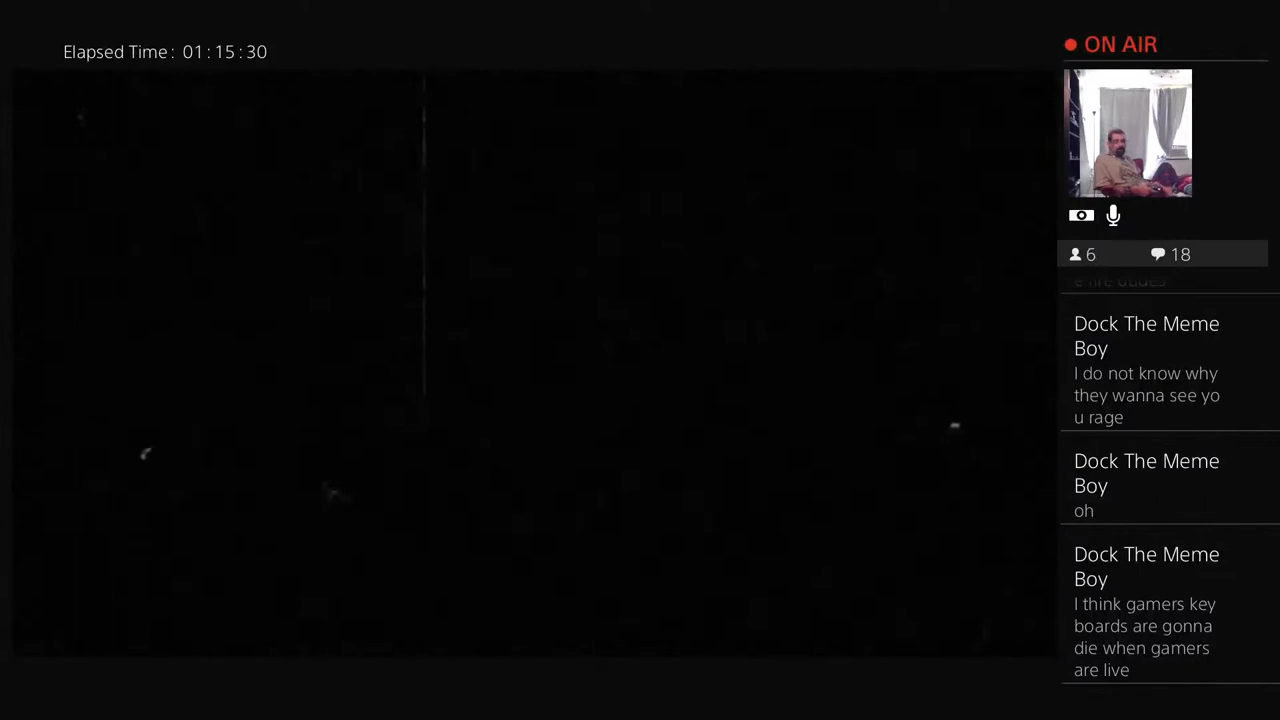 Elapsed Time: 01:15:30
ON AIR
6
18
e fire dudes
Dock The Meme
Boy
I do not know why
they wanna see yo
u rage
Dock The Meme
Boy
oh
Dock The Meme
Boy
I think gamers key
boards are gonna
die when gamers
are live